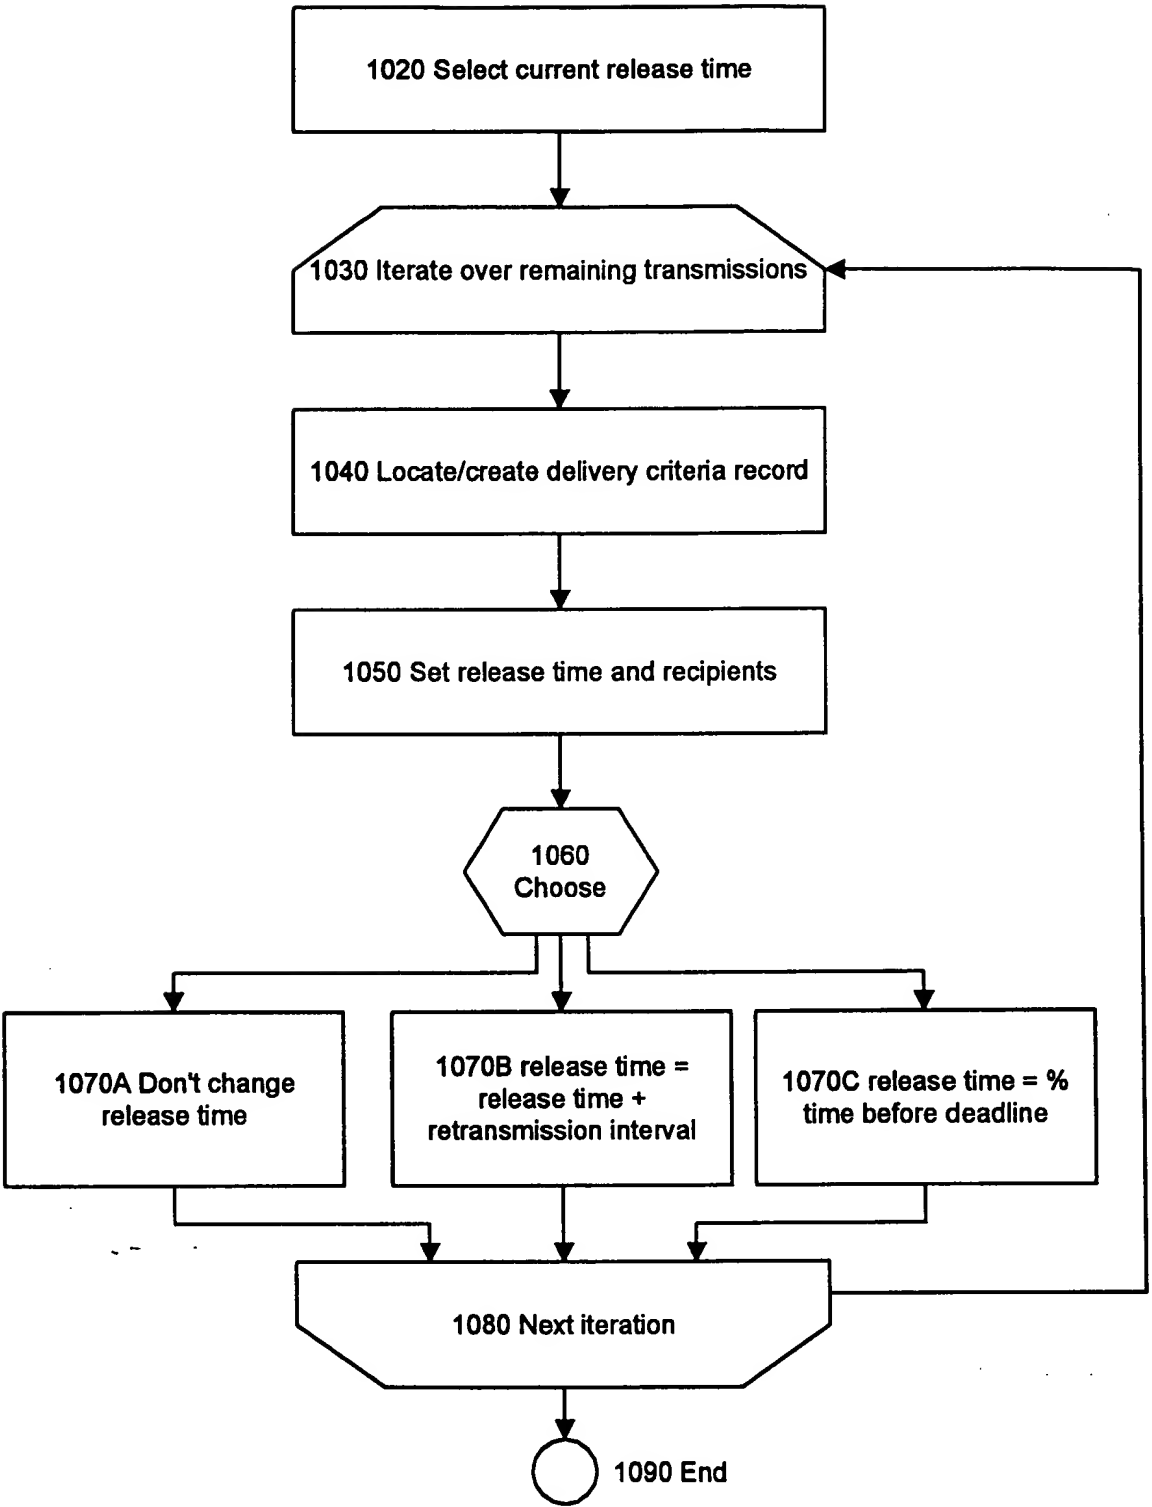 1020 Select current release time
1030 Iterate over remaining transmissions
1040 Locate/create delivery criteria record
1050 Set release time and recipients
1060
Choose
1070A Don't change
release time
1070B release time =
release time +
retransmission interval
1070C release time = %
time before deadline
1080 Next iteration
1090 End